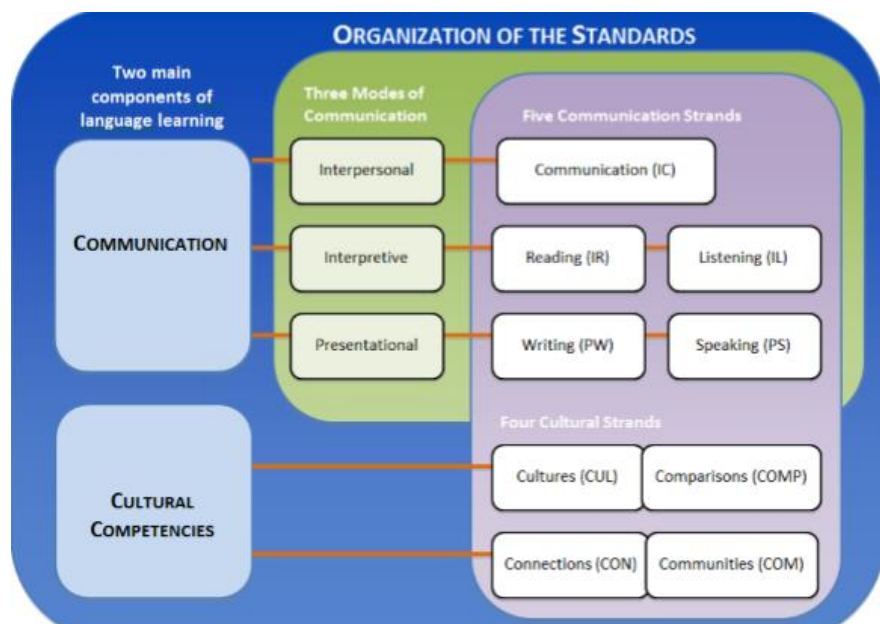 ORGANIZATION OF THE STANDARDS
Two main
components of
language learning
Three Modes of
Communication
Five Communication Strands
COMMUNICATION
Interpersonal
Communication (IC)
Interpretive
Reading (IR)
Listening (IL)
Presentational
Writing (PW)
Speaking (PS)
Four Cultural Strands
CULTURAL
COMPETENCIES
Cultures (CUL)
Comparisons (COMP)
Connections (CON)
Communities (COM)